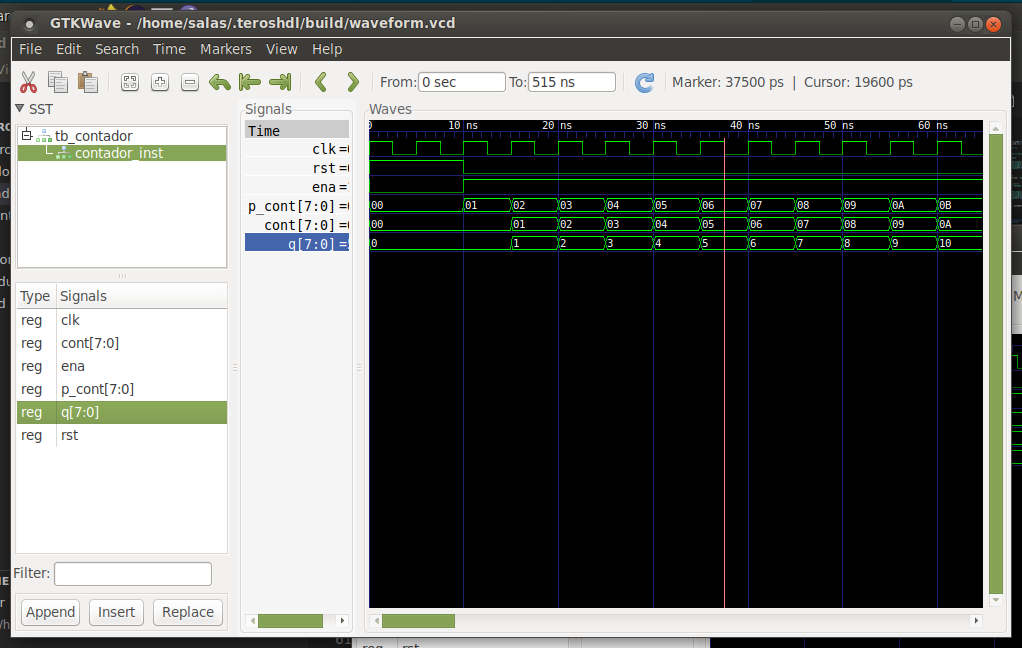 GTKWave - /home/salas/.teroshdl/build/waveform.vcd
File Edit Search Time Markers View Help
From: 0 sec To: 515 ns Marker: 37500 ps | Cursor: 19600 ps
SST
tb_contador
contador_inst
Type Signals
reg clk
reg cont[7:0]
reg ena
reg p_cont[7:0]
reg q[7:0]
reg rst
Filter:
Append Insert Replace
Signals
Time
clk =
rst =
ena =
p_cont[7:0] =
cont[7:0] =
q[7:0] =
Waves
0 10 ns 20 ns 30 ns 40 ns 50 ns 60 ns
00 01 02 03 04 05 06 07 08 09 0A 0B
00 01 02 03 04 05 06 07 08 09 0A
0 1 2 3 4 5 6 7 8 9 10
reg rst